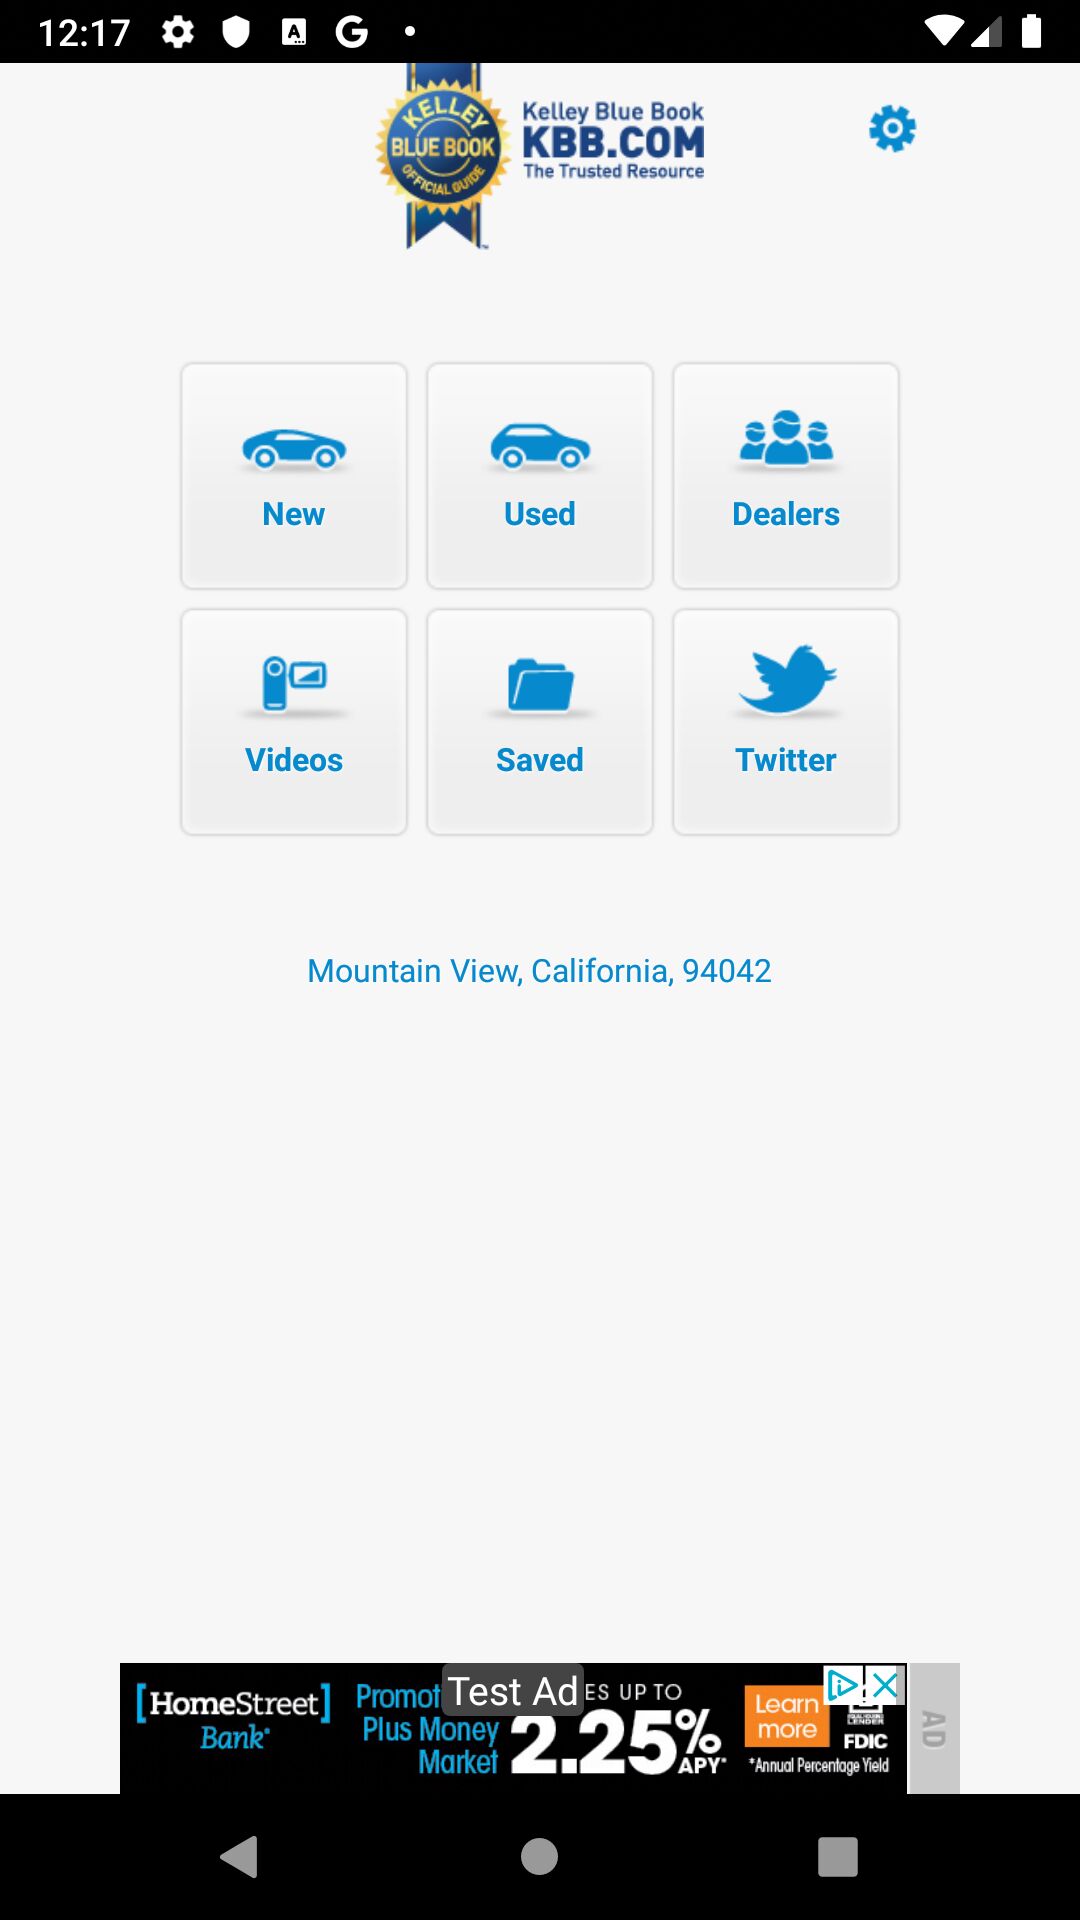 12:17
KELLEY
BLUE BOOK
OFFICIAL GUIDE
Kelley Blue Book
KBB.COM
The Trusted Resource
New
Used
Dealers
Videos
Saved
Twitter
Mountain View, California, 94042
[HomeStreet]
Bank
Test Ad
ES UP TO
Plus Money
Market
2.25%
APY*
Learn
more
LENDER
FDIC
*Annual Percentage Yield
AD